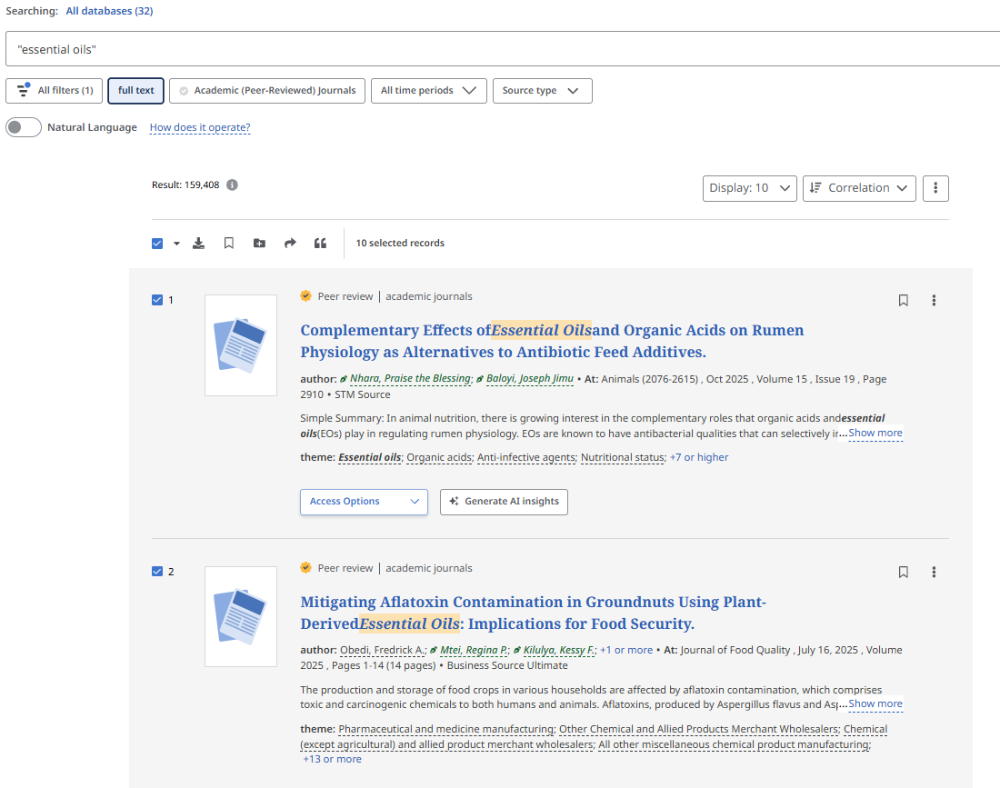 Searching: All databases (32)
"essential oils"
All filters (1) full text Academic (Peer-Reviewed) Journals All time periods Source type
Natural Language How does it operate?
Result: 159,408 Display: 10 Correlation
10 selected records
1 Peer review | academic journals
Complementary Effects ofEssential Oilsand Organic Acids on Rumen
Physiology as Alternatives to Antibiotic Feed Additives.
author: Nhara, Praise the Blessing; Baloyi, Joseph Jimu • At: Animals (2076-2615) , Oct 2025 , Volume 15 , Issue 19 , Page
2910 • STM Source
Simple Summary: In animal nutrition, there is growing interest in the complementary roles that organic acids andessential
oils(EOs) play in regulating rumen physiology. EOs are known to have antibacterial qualities that can selectively ...Show more
theme: Essential oils; Organic acids; Anti-infective agents; Nutritional status; +7 or higher
Access Options Generate AI insights
2 Peer review | academic journals
Mitigating Aflatoxin Contamination in Groundnuts Using Plant-
DerivedEssential Oils: Implications for Food Security.
author: Obedi, Fredrick A.; Mtei, Regina P.; Kilulya, Kessy F.; +1 or more • At: Journal of Food Quality , July 16, 2025 , Volume
2025 , Pages 1-14 (14 pages) • Business Source Ultimate
The production and storage of food crops in various households are affected by aflatoxin contamination, which comprises
toxic and carcinogenic chemicals to both humans and animals. Aflatoxins, produced by Aspergillus flavus and ...Show more
theme: Pharmaceutical and medicine manufacturing; Other Chemical and Allied Products Merchant Wholesalers; Chemical
(except agricultural) and allied product merchant wholesalers; All other miscellaneous chemical product manufacturing;
+13 or more